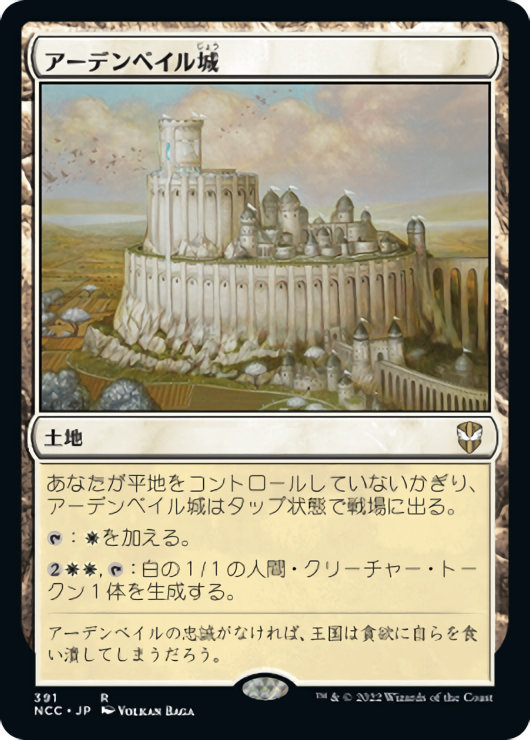 アーデンベイル城
じょう
土地
あなたが平地をコントロールしていないかぎり、
アーデンベイル城はタップ状態で戦場に出る。
：を加える。
2, ：白の1/1の人間・クリーチャー・トー
クン1体を生成する。
アーデンベイルの忠誠がなければ、王国は貪欲に自らを食
い潰してしまうだろう。
391 R
NCC・JP VOLKAN BAGA
™ & © 2022 Wizards of the Coast